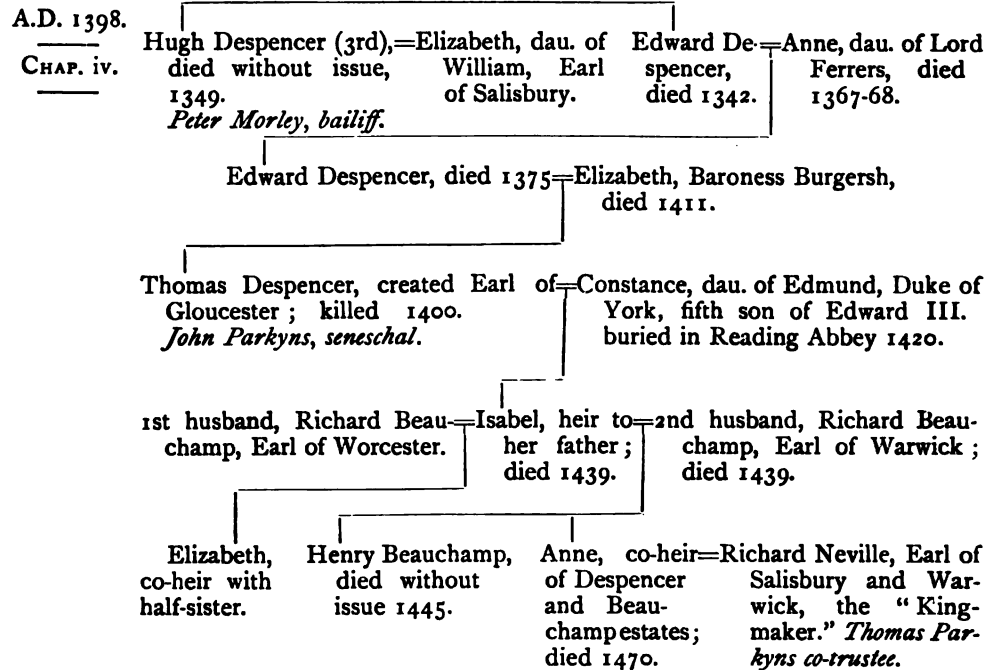 A.D. 1398.
CHAP. iv.
Hugh Despencer (3rd),=Elizabeth, dau. of
died without issue,
William, Earl
1349.
of Salisbury.
Peter Morley, bailiff.
Edward De-=Anne, dau. of Lord
spencer,
Ferrers, died
died 1342.
1367-68.
Edward Despencer, died 1375=Elizabeth, Baroness Burgersh,
died 1411.
Thomas Despencer, created Earl of=Constance, dau. of Edmund, Duke of
Gloucester; killed 1400.
York, fifth son of Edward III.
John Parkyns, seneschal.
buried in Reading Abbey 1420.
1st husband, Richard Beau-=Isabel, heir to=2nd husband, Richard Beau-
champ, Earl of Worcester.
her father;
champ, Earl of Warwick;
died 1439.
died 1439.
Elizabeth,
co-heir with
half-sister.
Henry Beauchamp,
died without
issue 1445.
Anne, co-heir=Richard Neville, Earl of
of Despencer
Salisbury and War-
and Beau-
wick, the "King-
champ estates;
maker." Thomas Par-
died 1470.
kyns co-trustee.